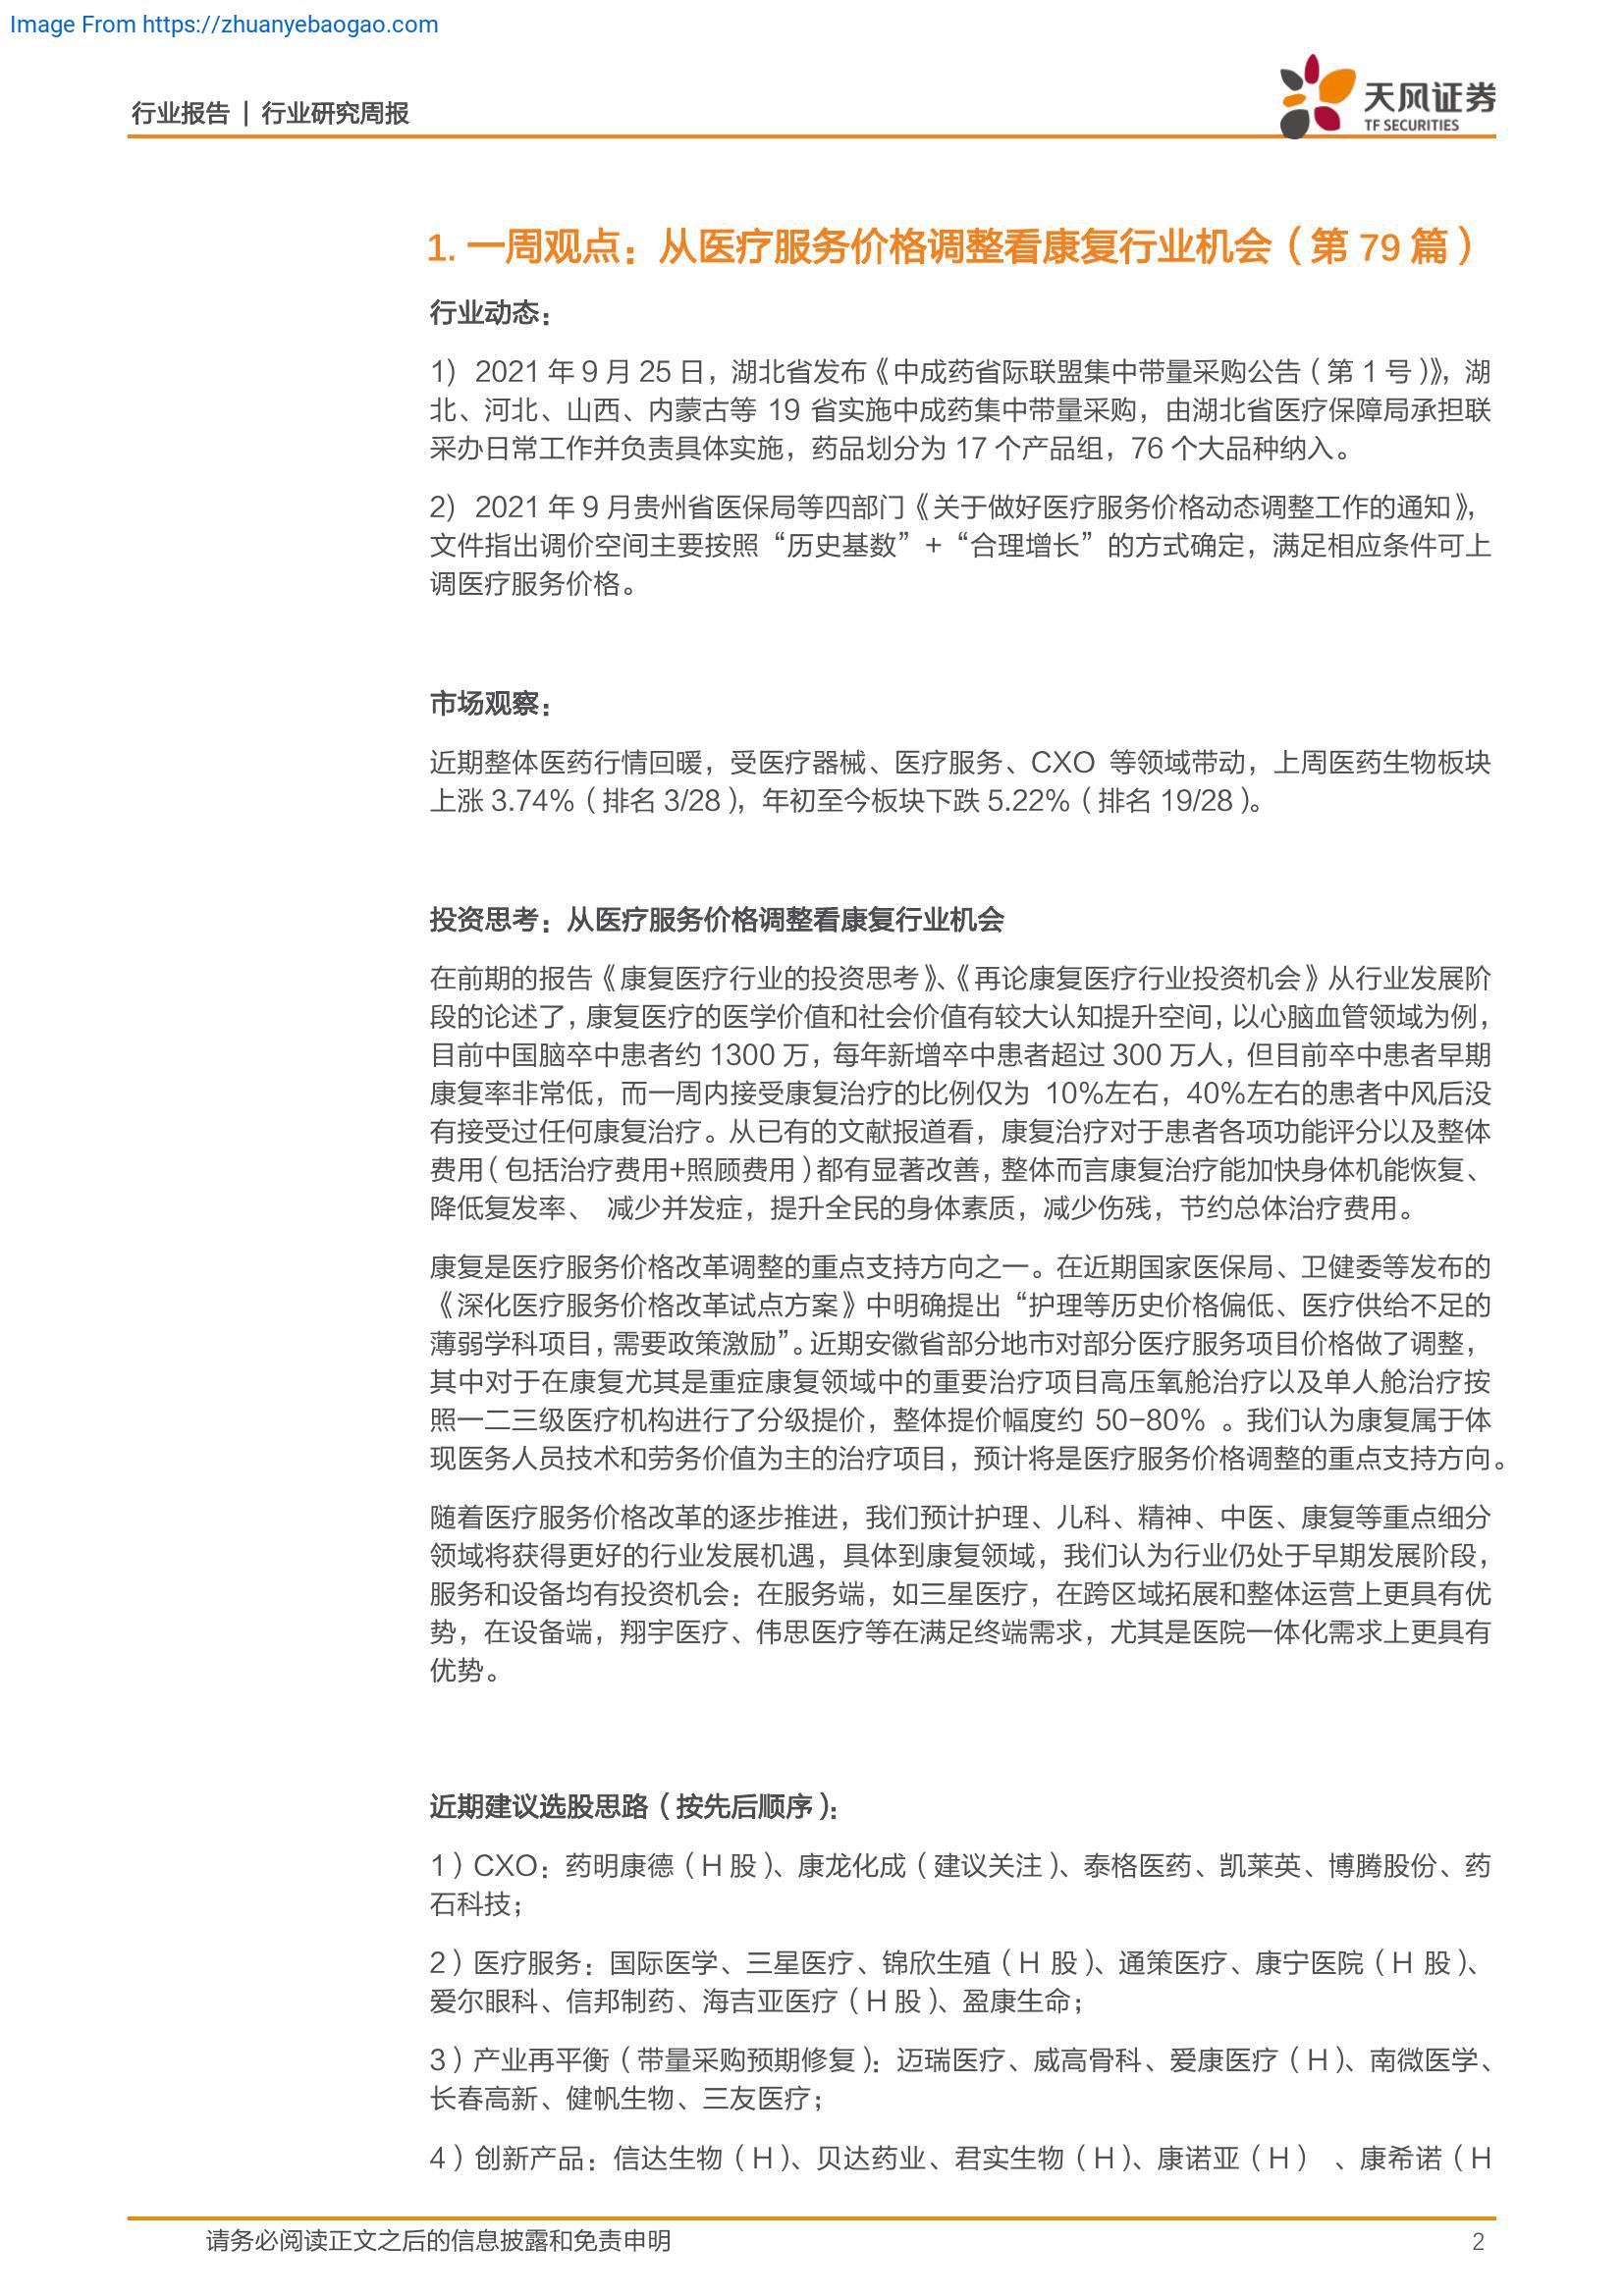 Image From https://zhuanyebaogao.com
行业报告 | 行业研究周报
天风证券
TF SECURITIES
1. 一周观点：从医疗服务价格调整看康复行业机会（第 79 篇）
行业动态：
1） 2021 年 9 月 25 日，湖北省发布《中成药省际联盟集中带量采购公告（第 1 号）》，湖
北、河北、山西、内蒙古等 19 省实施中成药集中带量采购，由湖北省医疗保障局承担联
采办日常工作并负责具体实施，药品划分为 17 个产品组，76 个大品种纳入。
2） 2021 年 9 月贵州省医保局等四部门《关于做好医疗服务价格动态调整工作的通知》，
文件指出调价空间主要按照“历史基数”+“合理增长”的方式确定，满足相应条件可上
调医疗服务价格。
市场观察：
近期整体医药行情回暖，受医疗器械、医疗服务、CXO 等领域带动，上周医药生物板块
上涨 3.74%（排名 3/28），年初至今板块下跌 5.22%（排名 19/28）。
投资思考：从医疗服务价格调整看康复行业机会
在前期的报告《康复医疗行业的投资思考》、《再论康复医疗行业投资机会》从行业发展阶
段的论述了，康复医疗的医学价值和社会价值有较大认知提升空间，以心脑血管领域为例，
目前中国脑卒中患者约 1300 万，每年新增卒中患者超过 300 万人，但目前卒中患者早期
康复率非常低，而一周内接受康复治疗的比例仅为 10%左右，40%左右的患者中风后没
有接受过任何康复治疗。从已有的文献报道看，康复治疗对于患者各项功能评分以及整体
费用（包括治疗费用+照顾费用）都有显著改善，整体而言康复治疗能加快身体机能恢复、
降低复发率、 减少并发症，提升全民的身体素质，减少伤残，节约总体治疗费用。
康复是医疗服务价格改革调整的重点支持方向之一。在近期国家医保局、卫健委等发布的
《深化医疗服务价格改革试点方案》中明确提出“护理等历史价格偏低、医疗供给不足的
薄弱学科项目，需要政策激励”。近期安徽省部分地市对部分医疗服务项目价格做了调整，
其中对于在康复尤其是重症康复领域中的重要治疗项目高压氧舱治疗以及单人舱治疗按
照一二三级医疗机构进行了分级提价，整体提价幅度约 50-80% 。我们认为康复属于体
现医务人员技术和劳务价值为主的治疗项目，预计将是医疗服务价格调整的重点支持方向。
随着医疗服务价格改革的逐步推进，我们预计护理、儿科、精神、中医、康复等重点细分
领域将获得更好的行业发展机遇，具体到康复领域，我们认为行业仍处于早期发展阶段，
服务和设备均有投资机会：在服务端，如三星医疗，在跨区域拓展和整体运营上更具有优
势，在设备端，翔宇医疗、伟思医疗等在满足终端需求，尤其是医院一体化需求上更具有
优势。
近期建议选股思路（按先后顺序）：
1）CXO：药明康德（H 股）、康龙化成（建议关注）、泰格医药、凯莱英、博腾股份、药
石科技；
2）医疗服务：国际医学、三星医疗、锦欣生殖（H 股）、通策医疗、康宁医院（H 股）、
爱尔眼科、信邦制药、海吉亚医疗（H 股）、盈康生命；
3）产业再平衡（带量采购预期修复）：迈瑞医疗、威高骨科、爱康医疗（H）、南微医学、
长春高新、健帆生物、三友医疗；
4）创新产品：信达生物（H）、贝达药业、君实生物（H）、康诺亚（H） 、康希诺（H
请务必阅读正文之后的信息披露和免责申明
2